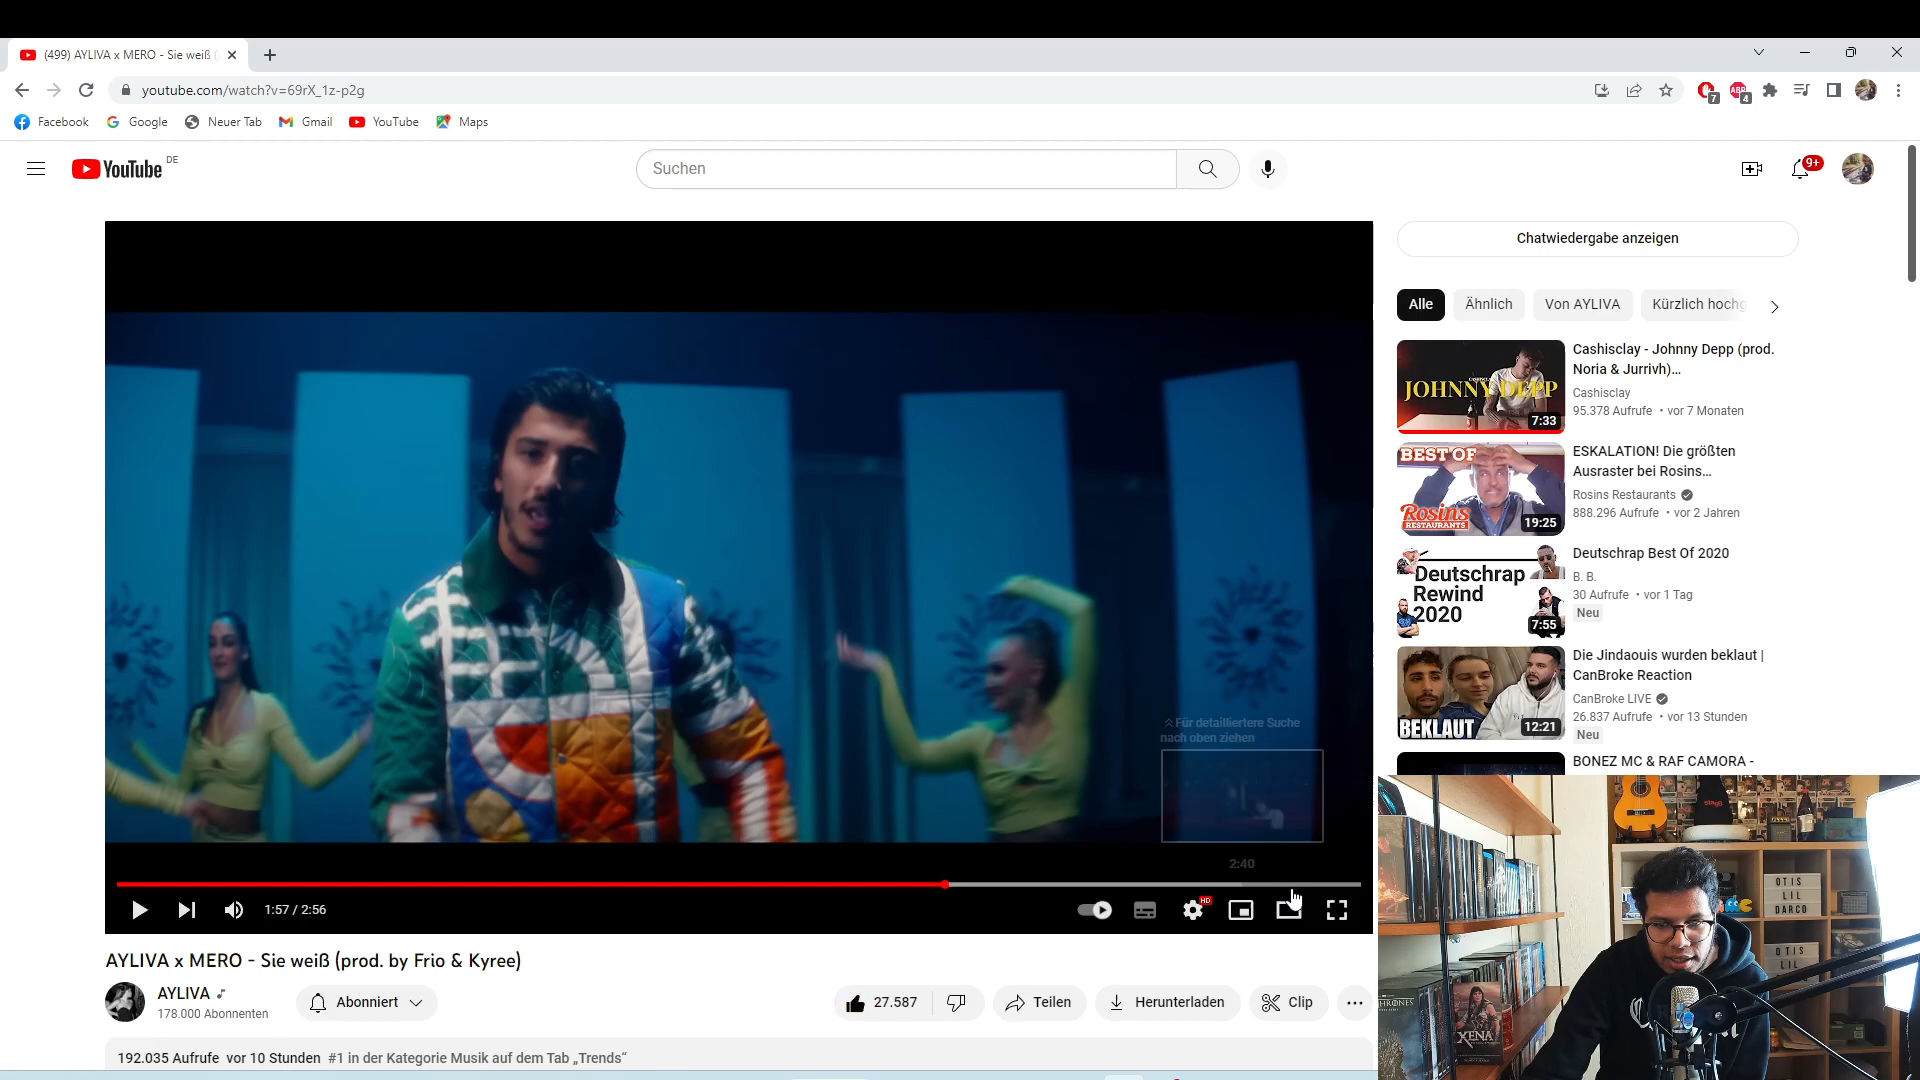 (499) AYLIVA x MERO - Sie weiß (
youtube.com/watch?v=69rX_1z-p2g
7
ABP
4
Facebook
Google
Neuer Tab
Gmail
YouTube
Maps
YouTube DE
Suchen
9+
Chatwiedergabe anzeigen
Alle
Ähnlich
Von AYLIVA
Kürzlich hochg
JOHNNY DEPP
7:33
Cashisclay - Johnny Depp (prod.
Noria & Jurrivh)...
Cashisclay
95.378 Aufrufe • vor 7 Monaten
BEST OF
Rosins
RESTAURANTS
19:25
ESKALATION! Die größten
Ausraster bei Rosins...
Rosins Restaurants
888.296 Aufrufe • vor 2 Jahren
Deutschrap
Rewind
2020
7:55
Deutschrap Best Of 2020
B. B.
30 Aufrufe • vor 1 Tag
Neu
BEKLAUT
12:21
Die Jindaouis wurden beklaut |
CanBroke Reaction
CanBroke LIVE
26.837 Aufrufe • vor 13 Stunden
Neu
BONEZ MC & RAF CAMORA -
Für detailliertere Suche
nach oben ziehen
2:40
1:57 / 2:56
HD
AYLIVA x MERO - Sie weiß (prod. by Frio & Kyree)
AYLIVA
178.000 Abonnenten
Abonniert
27.587
Teilen
Herunterladen
Clip
192.035 Aufrufe vor 10 Stunden #1 in der Kategorie Musik auf dem Tab „Trends“
stagg
OTIS
LIL
DARCO
OTIS
LIL
THRONES
XENA